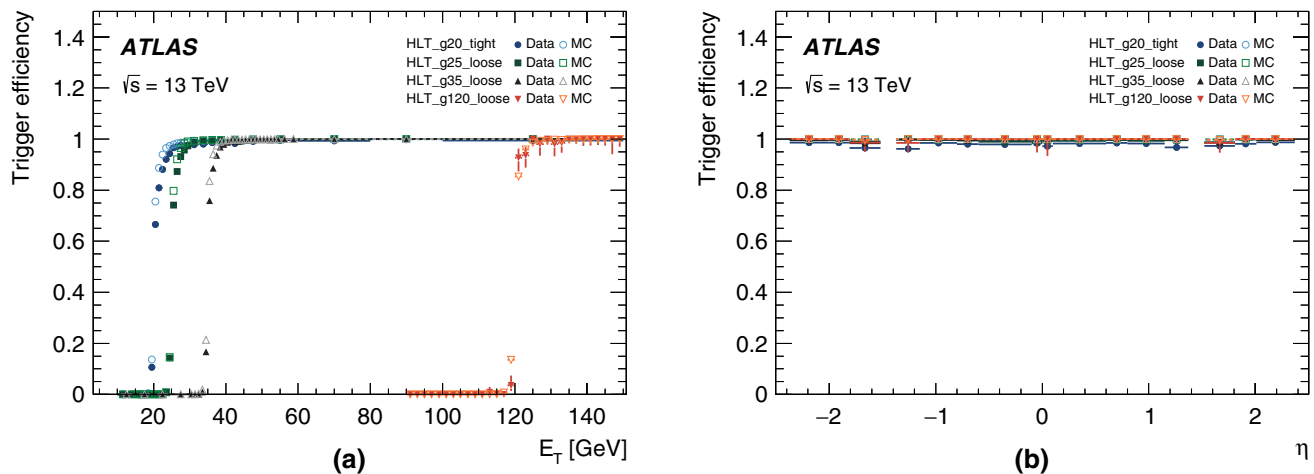 Trigger efficiency
1.4
1.2
1
0.8
0.6
0.4
0.2
0
ATLAS
√s = 13 TeV
HLT_g20_tight Data MC
HLT_g25_loose Data MC
HLT_g35_loose Data MC
HLT_g120_loose Data MC
20 40 60 80 100 120 140
E_T [GeV]
(a)
Trigger efficiency
1.4
1.2
1
0.8
0.6
0.4
0.2
0
ATLAS
√s = 13 TeV
HLT_g20_tight Data MC
HLT_g25_loose Data MC
HLT_g35_loose Data MC
HLT_g120_loose Data MC
−2 −1 0 1 2
η
(b)